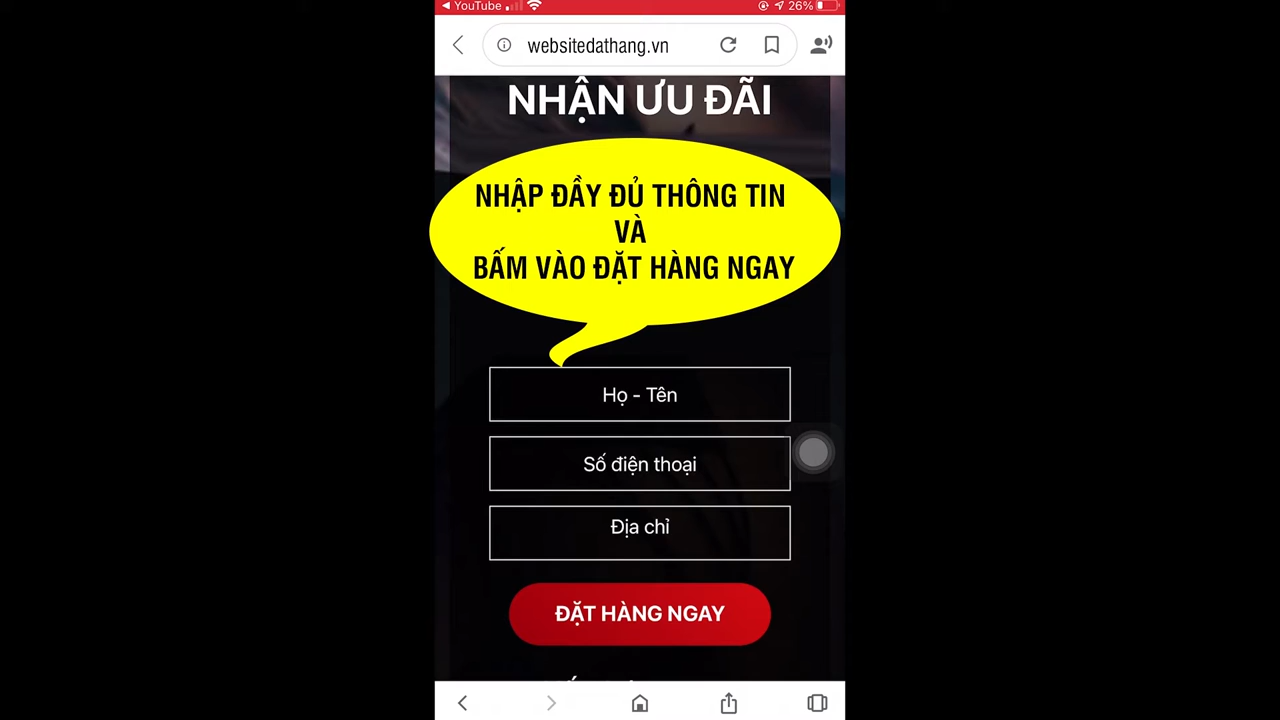 YouTube 26%
websitedathang.vn
NHẬN ƯU ĐÃI
NHẬP ĐẦY ĐỦ THÔNG TIN
VÀ
BẤM VÀO ĐẶT HÀNG NGAY
Họ - Tên
Số điện thoại
Địa chỉ
ĐẶT HÀNG NGAY